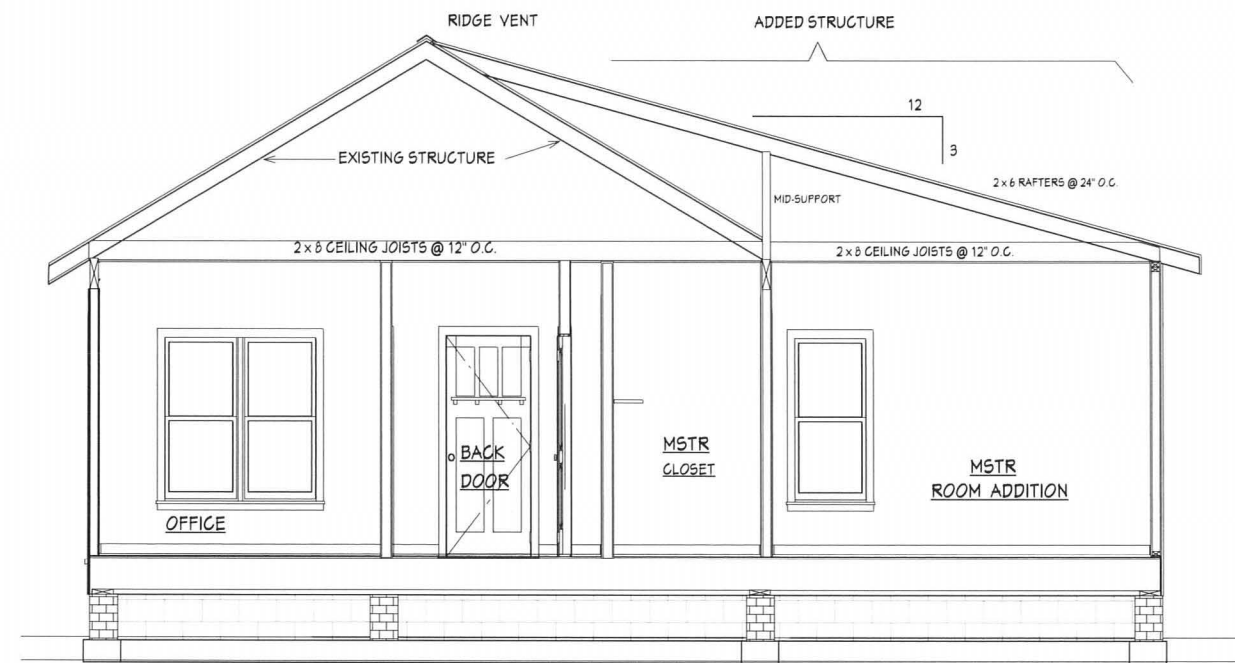 RIDGE VENT
ADDED STRUCTURE
12
3
EXISTING STRUCTURE
2 x 6 RAFTERS @ 24" O.C.
MID-SUPPORT
2 x 8 CEILING JOISTS @ 12" O.C.
2 x 8 CEILING JOISTS @ 12" O.C.
BACK
DOOR
MSTR
CLOSET
MSTR
ROOM ADDITION
OFFICE